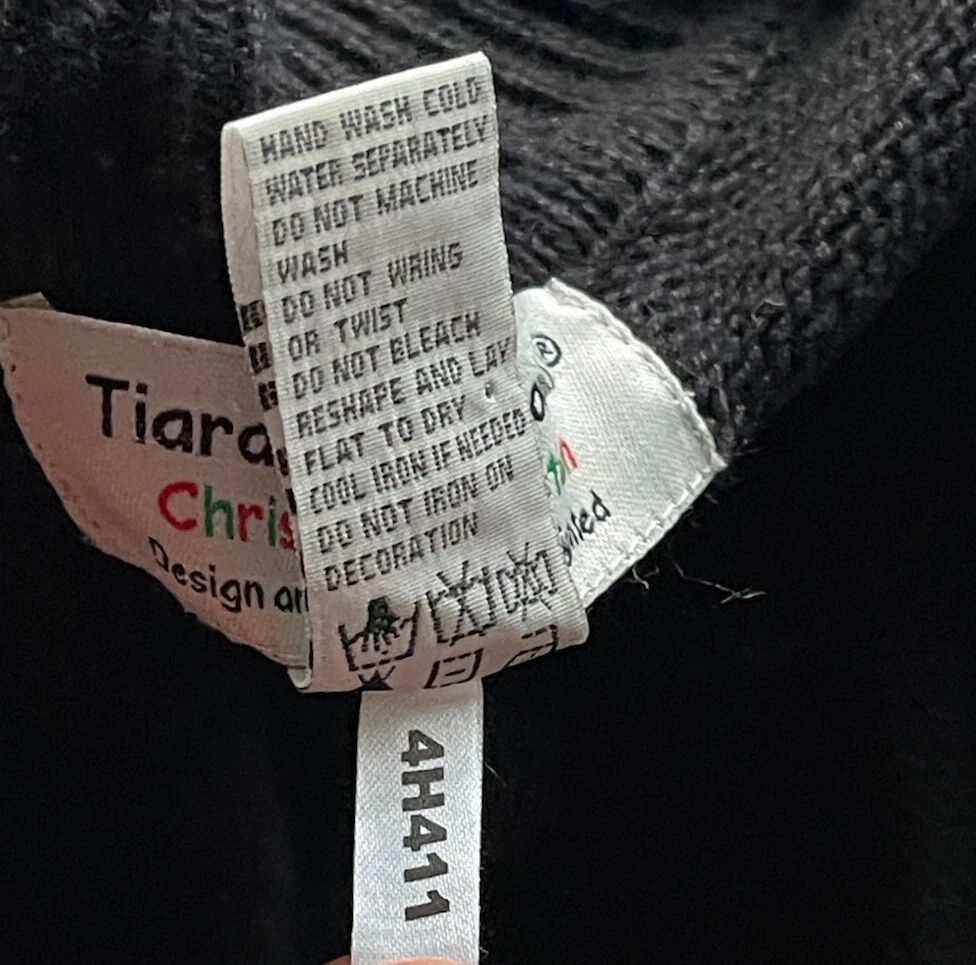 HAND WASH COLD
WATER SEPARATELY
DO NOT MACHINE
WASH
DO NOT WRING
OR TWIST
DO NOT BLEACH
RESHAPE AND LAY
FLAT TO DRY
COOL IRON IF NEEDED
DO NOT IRON ON
DECORATION
Tiara
Chris
Design an
®
4H411